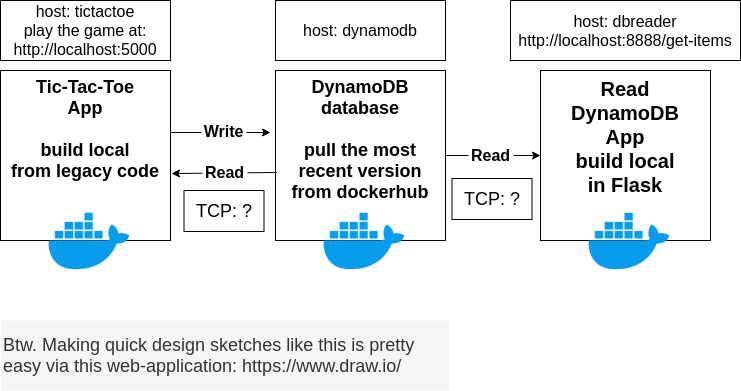 host: tictactoe
play the game at:
http://localhost:5000
host: dynamodb
host: dbreader
http://localhost:8888/get-items
Tic-Tac-Toe
App
build local
from legacy code
Write
Read
TCP: ?
DynamoDB
database
pull the most
recent version
from dockerhub
Read
TCP: ?
Read
DynamoDB
App
build local
in Flask
Btw. Making quick design sketches like this is pretty
easy via this web-application: https://www.draw.io/